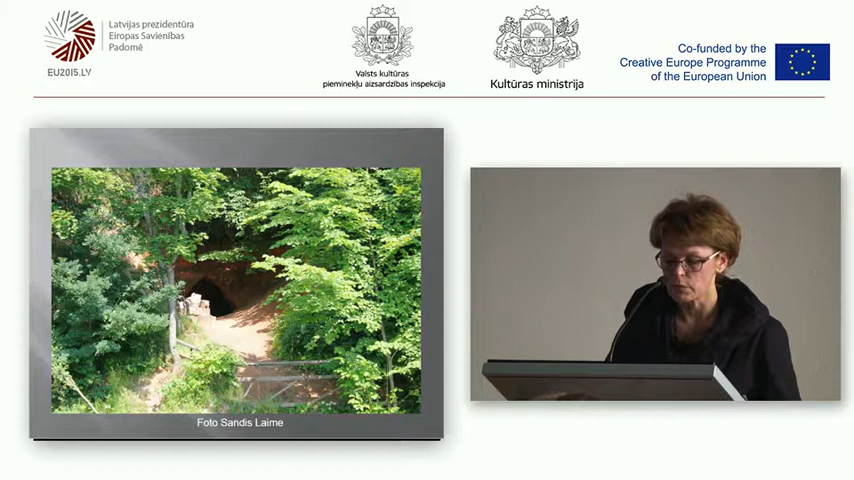 Latvijas prezidentūra
Eiropas Savienības
Padomē
EU2015.LV
Valsts kultūras
pieminekļu aizsardzības inspekcija
Kultūras ministrija
Co-funded by the
Creative Europe Programme
of the European Union
Foto Sandis Laime